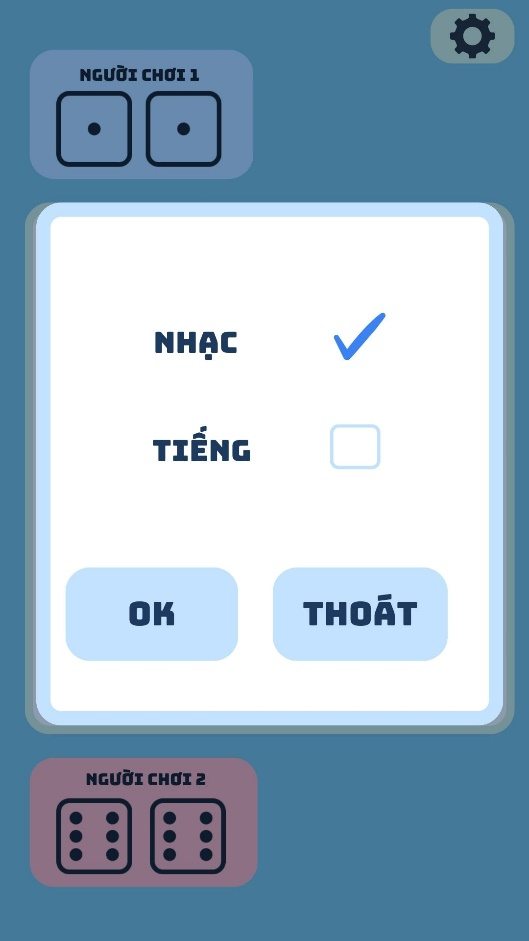 NGƯỜI CHƠI 1
NHẠC
TIẾNG
OK
THOÁT
NGƯỜI CHƠI 2